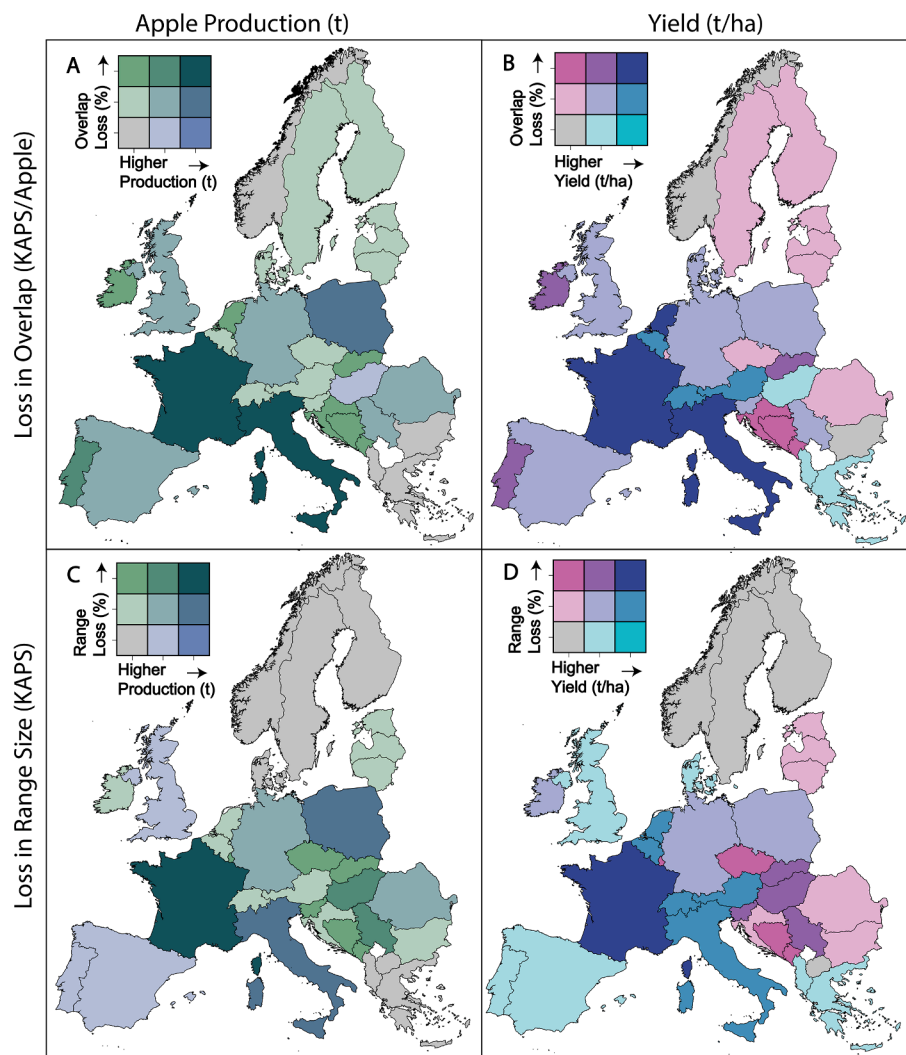 Apple Production (t)
Yield (t/ha)
Loss in Overlap (KAPS/Apple)
A
Overlap
Loss (%)
Higher
Production (t)
B
Overlap
Loss (%)
Higher
Yield (t/ha)
Loss in Range Size (KAPS)
C
Range
Loss (%)
Higher
Production (t)
D
Range
Loss (%)
Higher
Yield (t/ha)